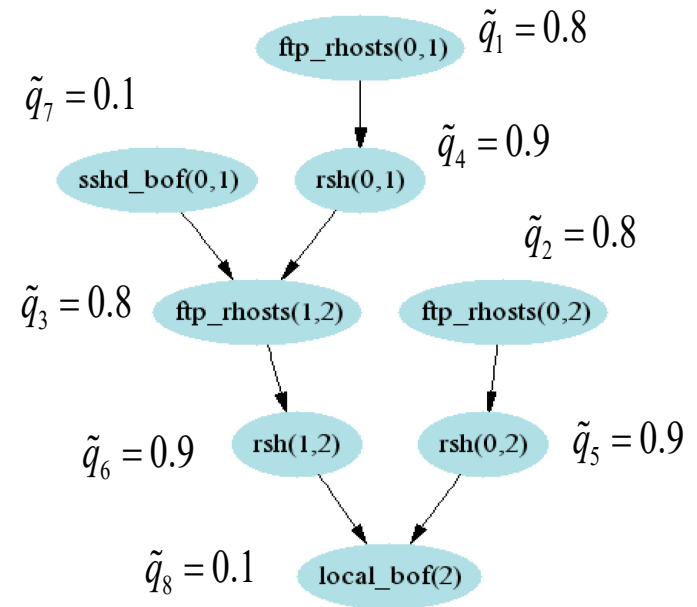 ftp_rhosts(0,1)
q̃₁ = 0.8
q̃₇ = 0.1
q̃₄ = 0.9
sshd_bof(0,1)
rsh(0,1)
q̃₂ = 0.8
q̃₃ = 0.8
ftp_rhosts(1,2)
ftp_rhosts(0,2)
q̃₆ = 0.9
rsh(1,2)
rsh(0,2)
q̃₅ = 0.9
q̃₈ = 0.1
local_bof(2)